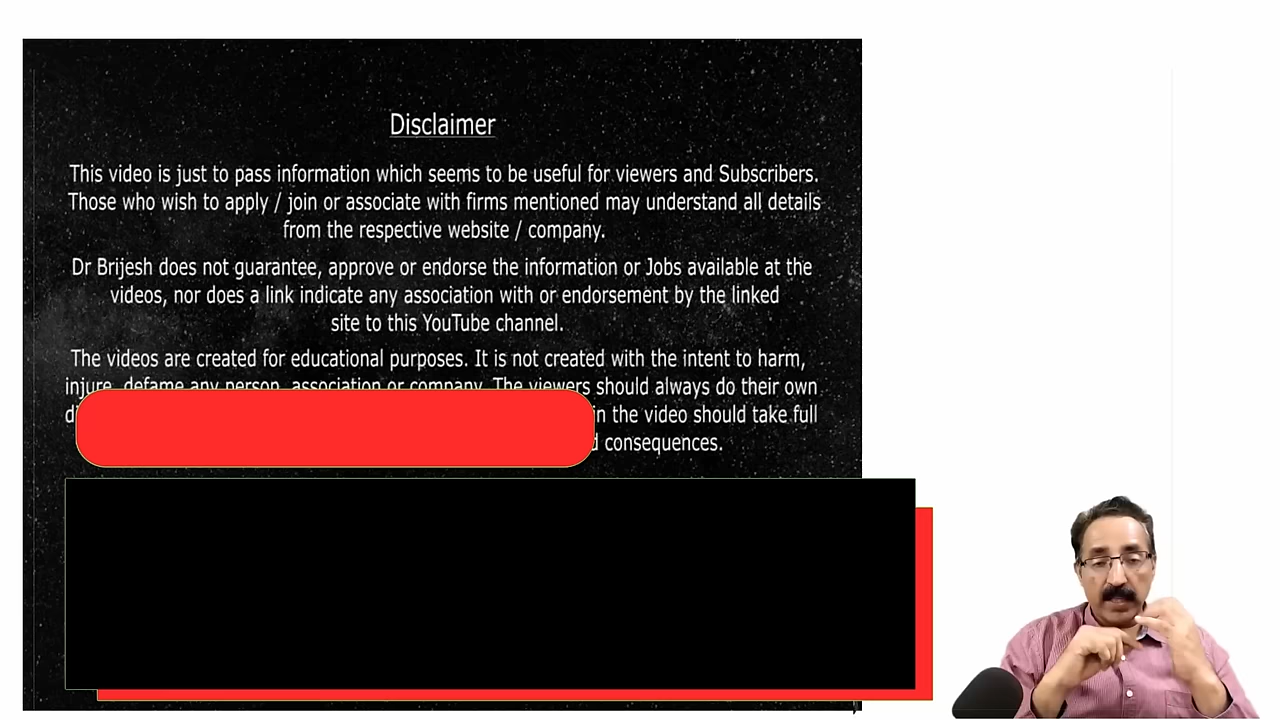 Disclaimer
This video is just to pass information which seems to be useful for viewers and Subscribers.
Those who wish to apply / join or associate with firms mentioned may understand all details
from the respective website / company.
Dr Brijesh does not guarantee, approve or endorse the information or Jobs available at the
videos, nor does a link indicate any association with or endorsement by the linked
site to this YouTube channel.
The videos are created for educational purposes. It is not created with the intent to harm,
injure, defame any person, association or company. The viewers should always do their own
in the video should take full
consequences.